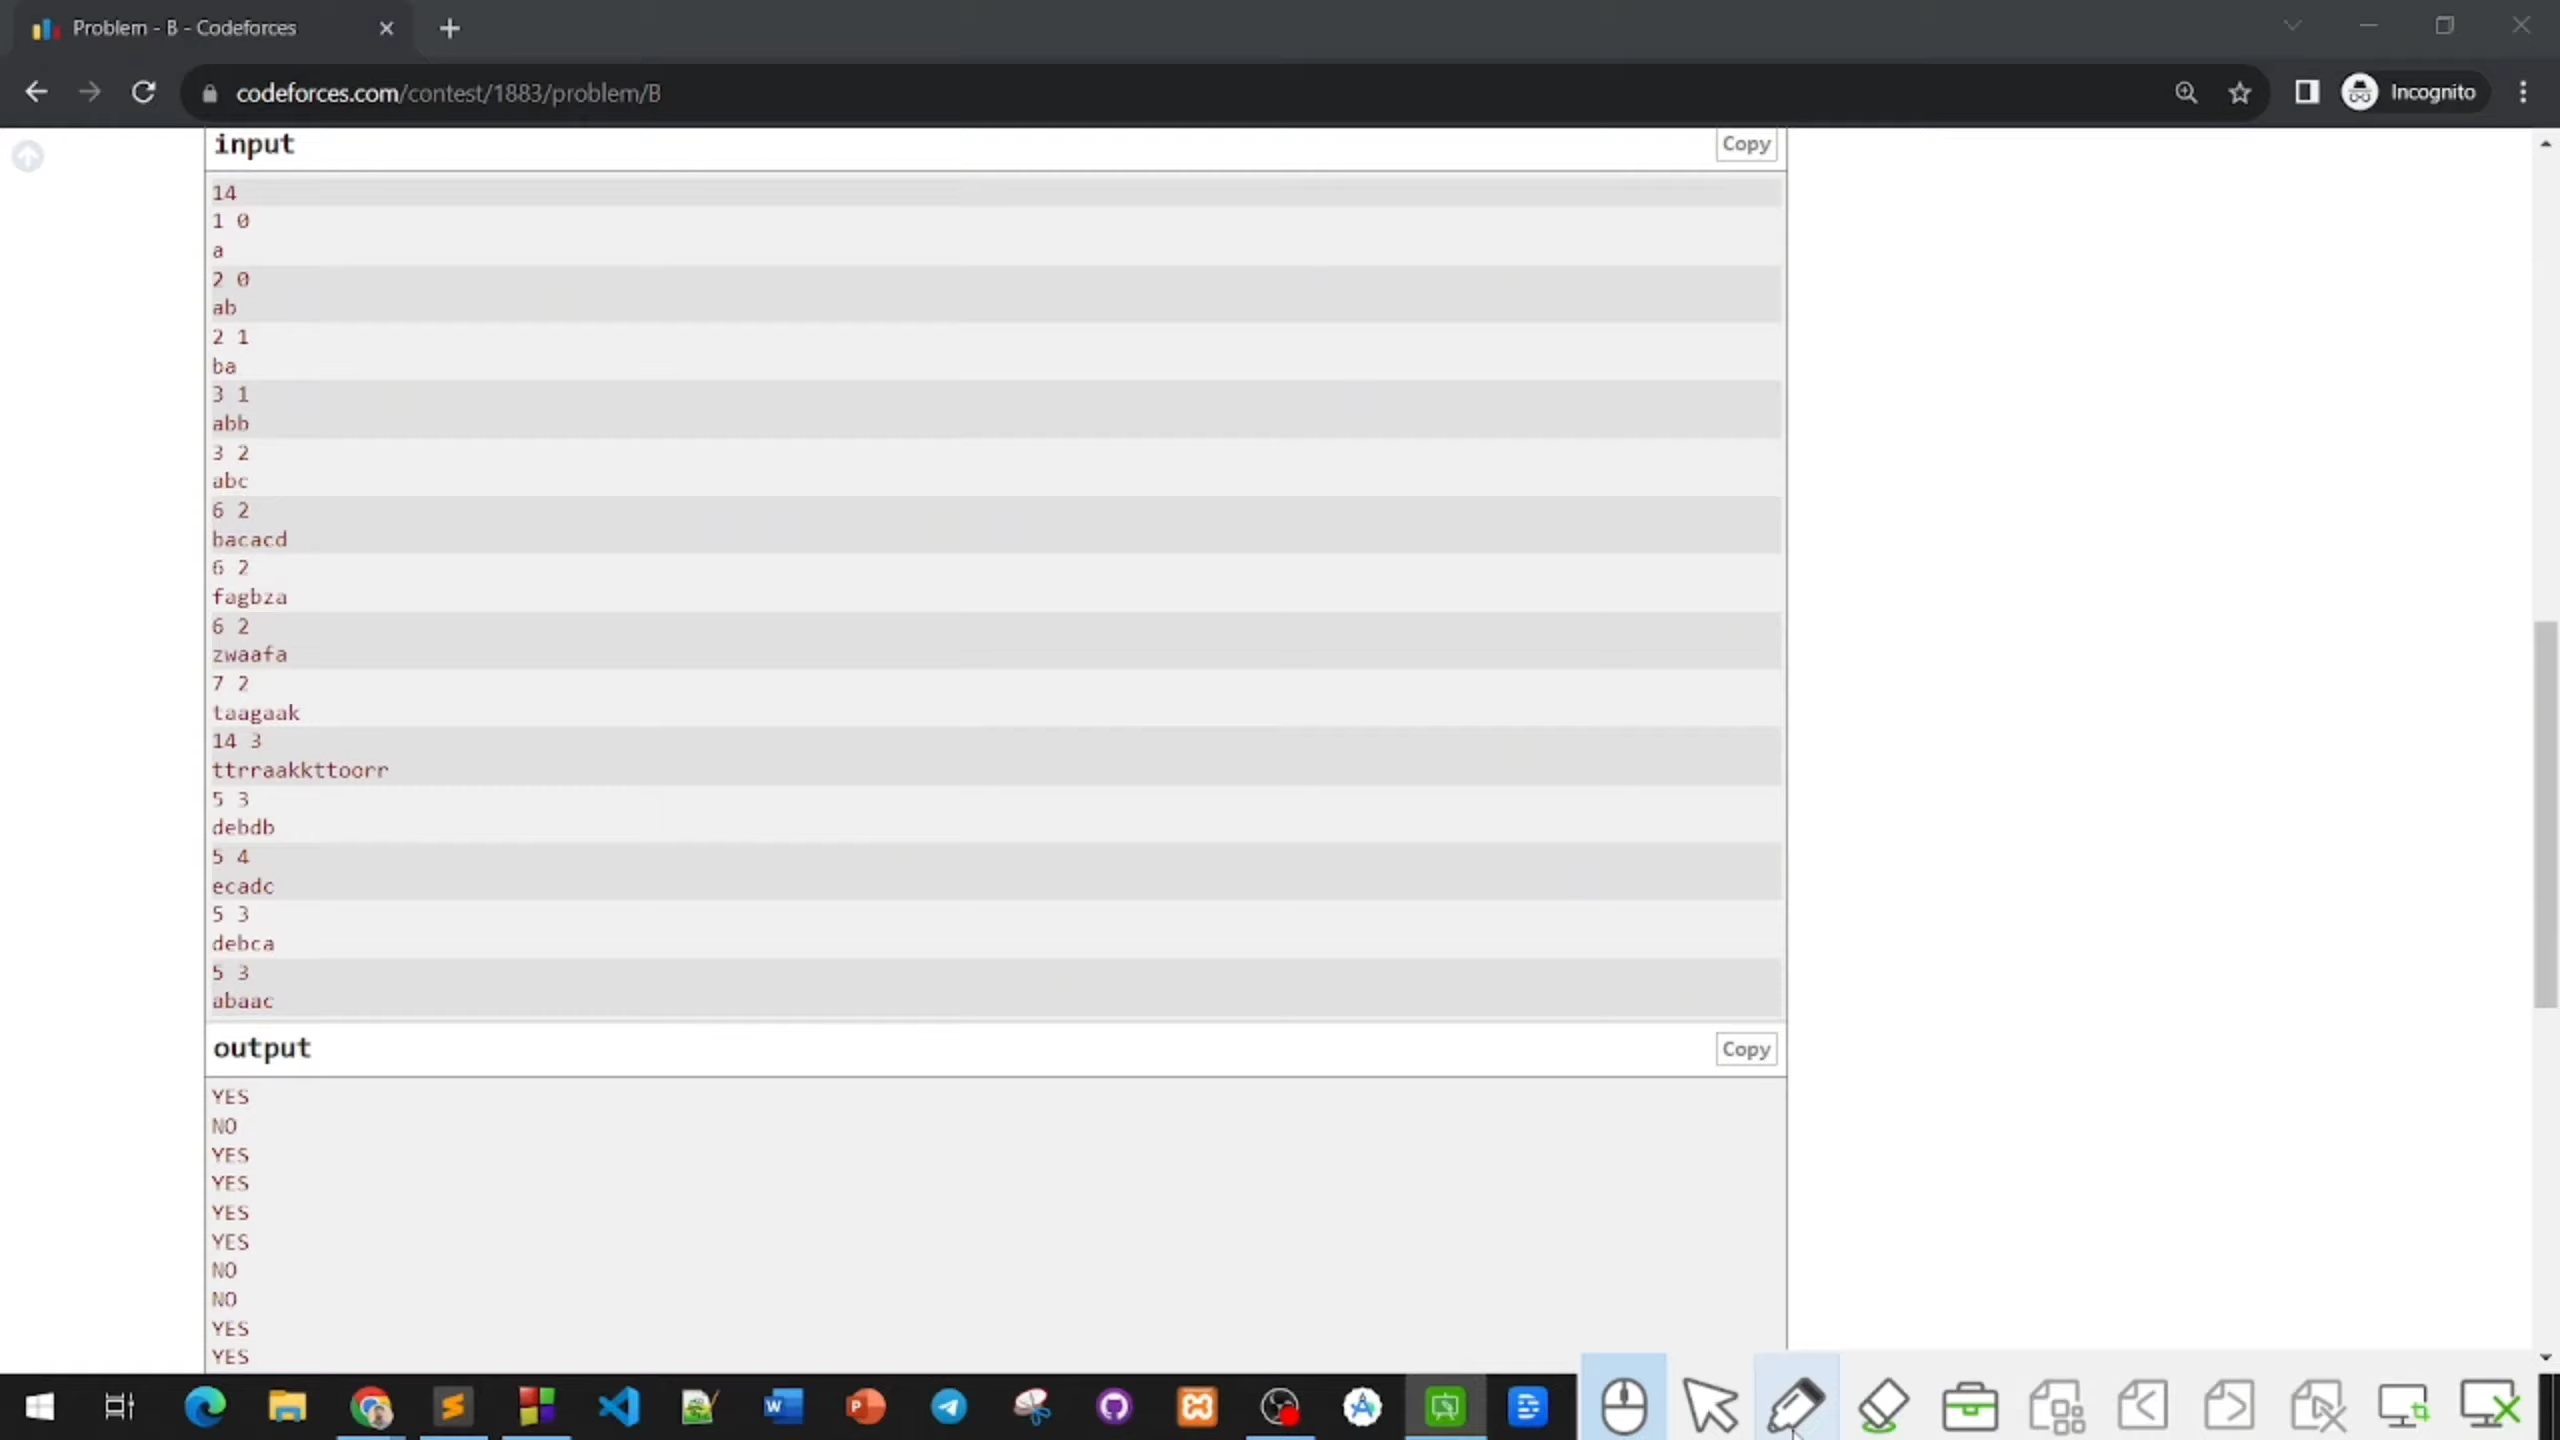 Problem - B - Codeforces
codeforces.com/contest/1883/problem/B
Incognito
input
Copy
14
1 0
a
2 0
ab
2 1
ba
3 1
abb
3 2
abc
6 2
bacacd
6 2
fagbza
6 2
zwaafa
7 2
taagaak
14 3
ttrraakkttoorr
5 3
debdb
5 4
ecadc
5 3
debca
5 3
abaac
output
Copy
YES
NO
YES
YES
YES
YES
NO
NO
YES
YES